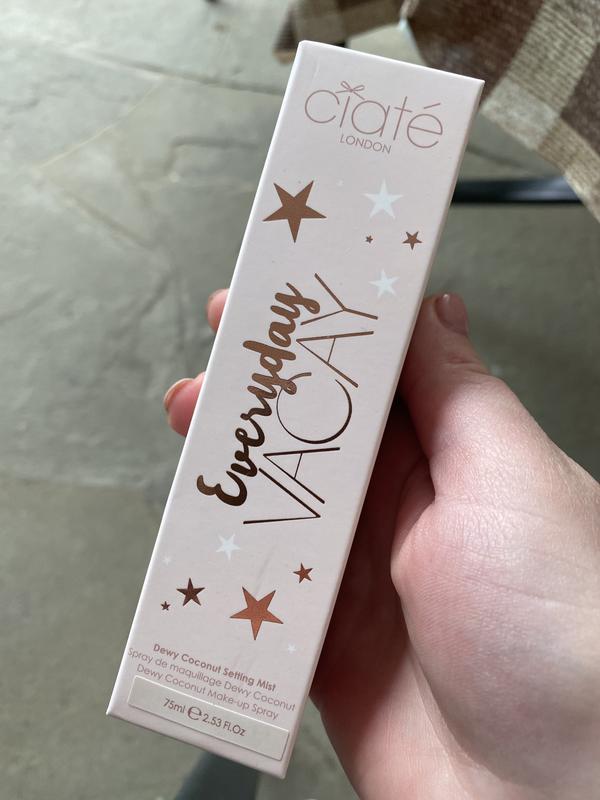 ciaté
LONDON
Everyday
VACAY
Dewy Coconut Setting Mist
Spray de maquillage Dewy Coconut
Dewy Coconut Make-up Spray
75ml ℮ 2.53 Fl.Oz